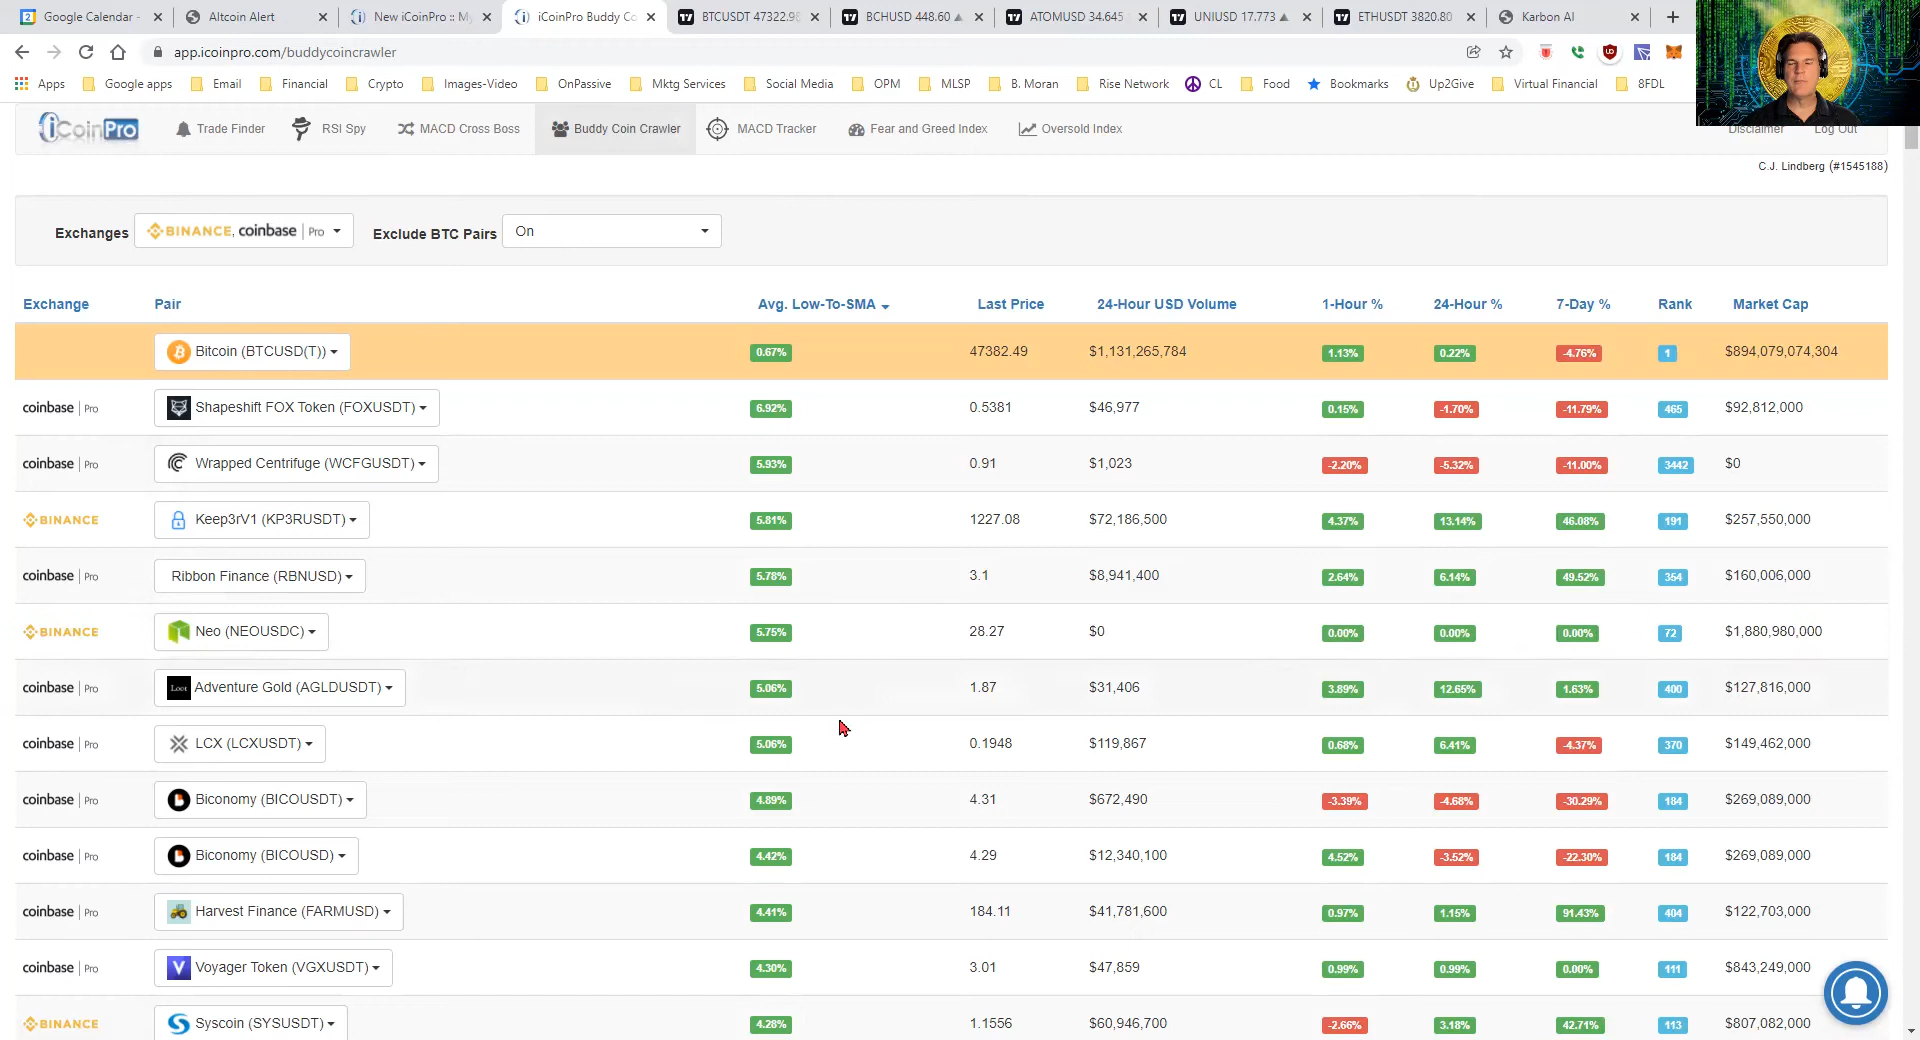 Google Calendar -
Altcoin Alert
New iCoinPro :: My
iCoinPro Buddy Co
BTCUSDT 47322.98
BCHUSD 448.60
ATOMUSD 34.645
UNIUSD 17.773
ETHUSDT 3820.80
Karbon AI
app.icoinpro.com/buddycoincrawler
Apps Google apps Email Financial Crypto Images-Video OnPassive Mktg Services Social Media OPM MLSP B. Moran Rise Network CL Food Bookmarks Up2Give Virtual Financial 8FDL
iCoinPro Trade Finder RSI Spy MACD Cross Boss Buddy Coin Crawler MACD Tracker Fear and Greed Index Oversold Index Disclaimer Log Out
C.J. Lindberg (#1545188)
Exchanges BINANCE, coinbase | Pro Exclude BTC Pairs On
Exchange Pair Avg. Low-To-SMA Last Price 24-Hour USD Volume 1-Hour % 24-Hour % 7-Day % Rank Market Cap
Bitcoin (BTCUSD(T)) 0.67% 47382.49 $1,131,265,784 1.13% 0.22% -4.76% 1 $894,079,074,304
coinbase | Pro Shapeshift FOX Token (FOXUSDT) 6.92% 0.5381 $46,977 0.15% -1.70% -11.79% 465 $92,812,000
coinbase | Pro Wrapped Centrifuge (WCFGUSDT) 5.93% 0.91 $1,023 -2.20% -5.32% -11.00% 3442 $0
BINANCE Keep3rV1 (KP3RUSDT) 5.81% 1227.08 $72,186,500 4.37% 13.14% 46.08% 191 $257,550,000
coinbase | Pro Ribbon Finance (RBNUSD) 5.78% 3.1 $8,941,400 2.64% 6.14% 49.52% 354 $160,006,000
BINANCE Neo (NEOUSDC) 5.75% 28.27 $0 0.00% 0.00% 0.00% 72 $1,880,980,000
coinbase | Pro Loot Adventure Gold (AGLDUSDT) 5.06% 1.87 $31,406 3.89% 12.65% 1.63% 400 $127,816,000
coinbase | Pro LCX (LCXUSDT) 5.06% 0.1948 $119,867 0.68% 6.41% -4.37% 370 $149,462,000
coinbase | Pro Biconomy (BICOUSDT) 4.89% 4.31 $672,490 -3.39% -4.68% -30.29% 184 $269,089,000
coinbase | Pro Biconomy (BICOUSD) 4.42% 4.29 $12,340,100 4.52% -3.52% -22.30% 184 $269,089,000
coinbase | Pro Harvest Finance (FARMUSD) 4.41% 184.11 $41,781,600 0.97% 1.15% 91.43% 404 $122,703,000
coinbase | Pro Voyager Token (VGXUSDT) 4.30% 3.01 $47,859 0.99% 0.99% 0.00% 111 $843,249,000
BINANCE Syscoin (SYSUSDT) 4.28% 1.1556 $60,946,700 -2.66% 3.18% 42.71% 113 $807,082,000